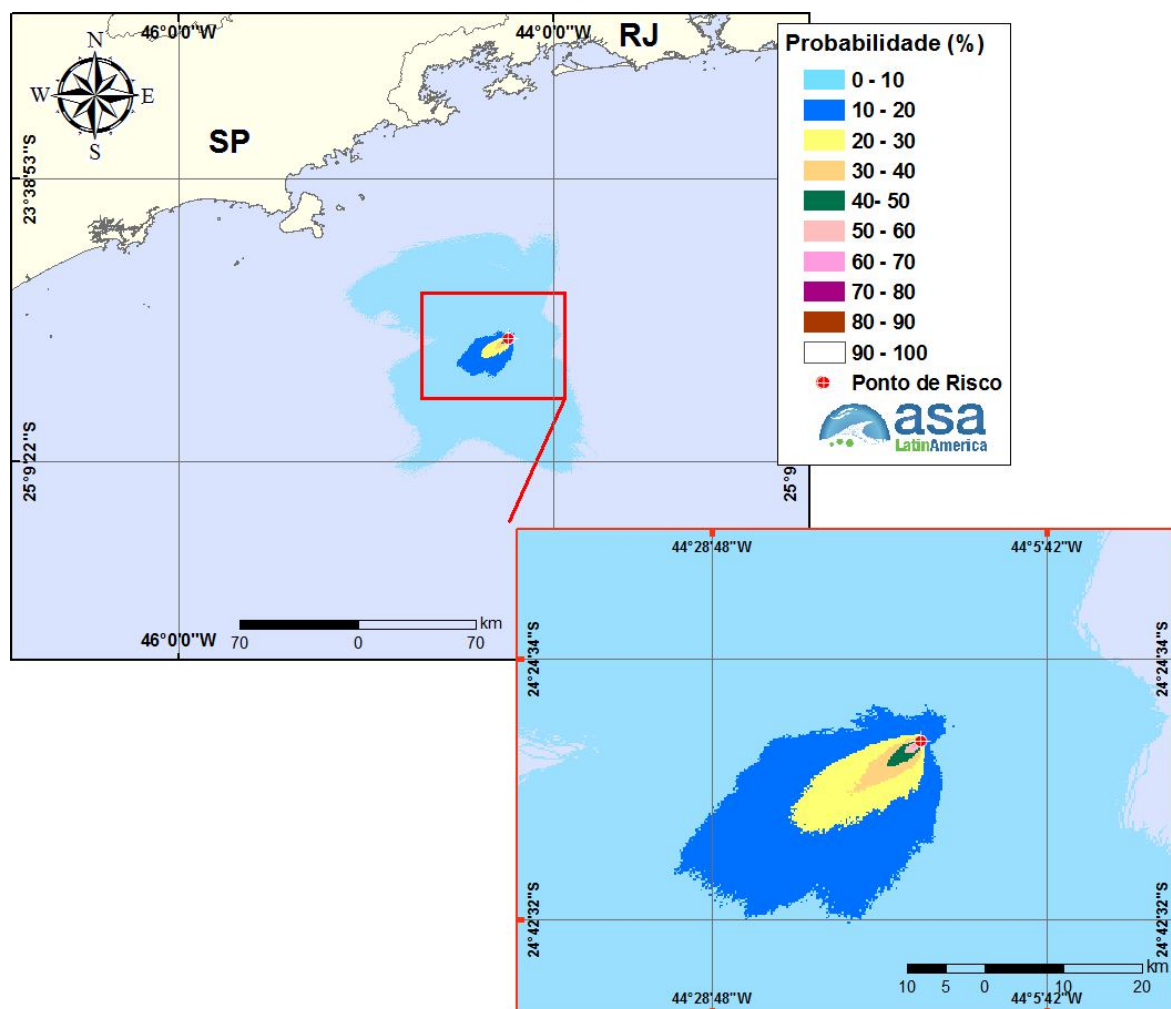 46°0'0"W
44°0'0"W
RJ
N
W
E
S
SP
23°38'53"S
25°9'22"S
25°9
46°0'0"W
km
70
0
70
Probabilidade (%)
0 - 10
10 - 20
20 - 30
30 - 40
40- 50
50 - 60
60 - 70
70 - 80
80 - 90
90 - 100
Ponto de Risco
asa
LatinAmerica
44°28'48"W
44°5'42"W
24°24'34"S
24°24'34"S
24°42'32"S
24°42'32"S
km
10
5
0
10
20
44°28'48"W
44°5'42"W